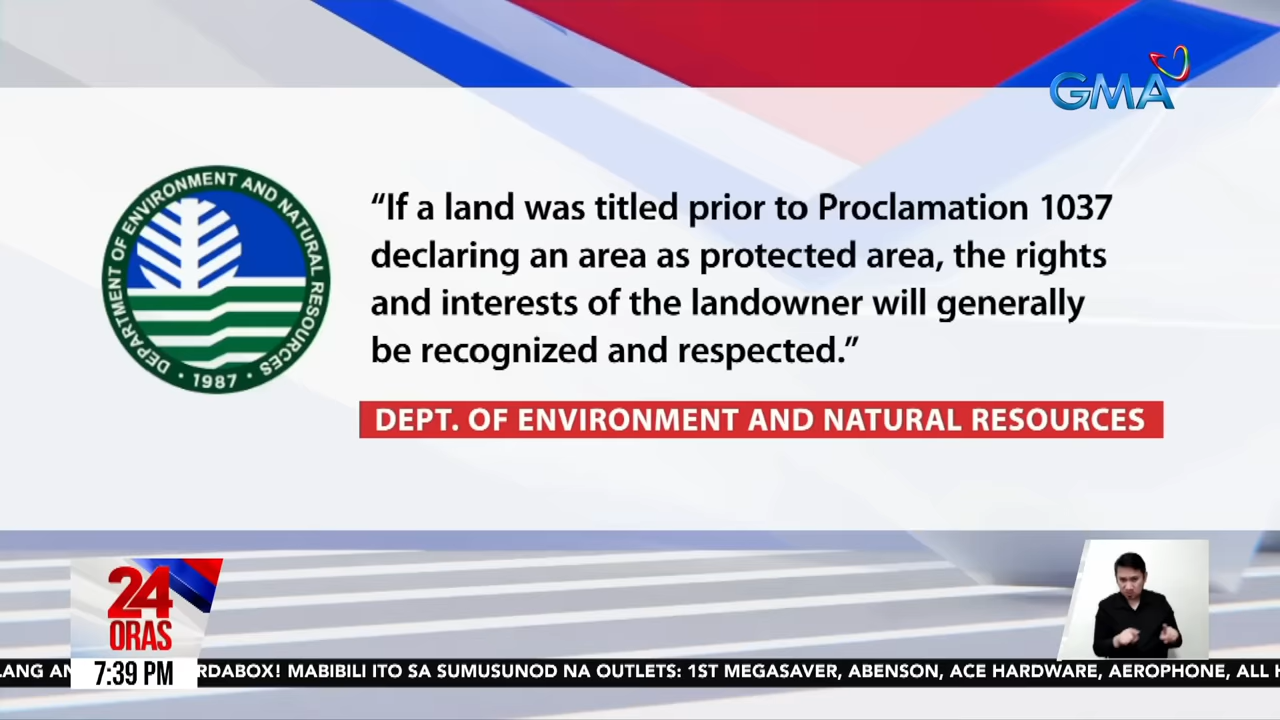 GMA
DEPARTMENT OF ENVIRONMENT AND NATURAL RESOURCES
• 1987 •
“If a land was titled prior to Proclamation 1037
declaring an area as protected area, the rights
and interests of the landowner will generally
be recognized and respected.”
DEPT. OF ENVIRONMENT AND NATURAL RESOURCES
24
ORAS
7:39 PM
MABIBILI ITO SA SUMUSUNOD NA OUTLETS: 1ST MEGASAVER, ABENSON, ACE HARDWARE, AEROPHONE, ALL